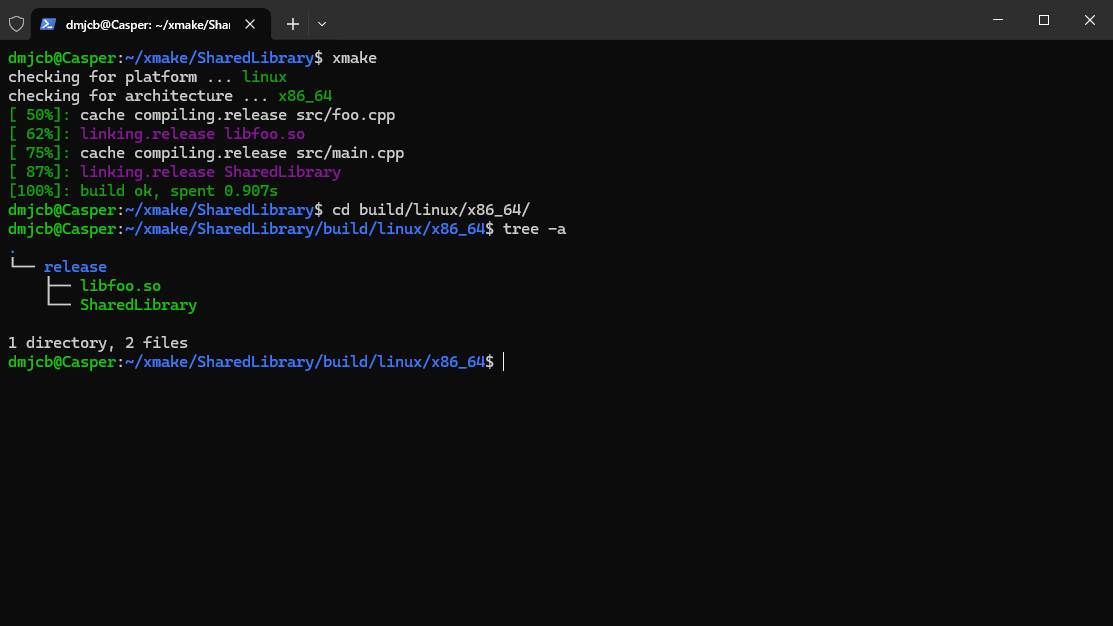 dmjcb@Casper: ~/xmake/Shar
dmjcb@Casper:~/xmake/SharedLibrary$ xmake
checking for platform ... linux
checking for architecture ... x86_64
[ 50%]: cache compiling.release src/foo.cpp
[ 62%]: linking.release libfoo.so
[ 75%]: cache compiling.release src/main.cpp
[ 87%]: linking.release SharedLibrary
[100%]: build ok, spent 0.907s
dmjcb@Casper:~/xmake/SharedLibrary$ cd build/linux/x86_64/
dmjcb@Casper:~/xmake/SharedLibrary/build/linux/x86_64$ tree -a
.
└── release
    ├── libfoo.so
    └── SharedLibrary
1 directory, 2 files
dmjcb@Casper:~/xmake/SharedLibrary/build/linux/x86_64$